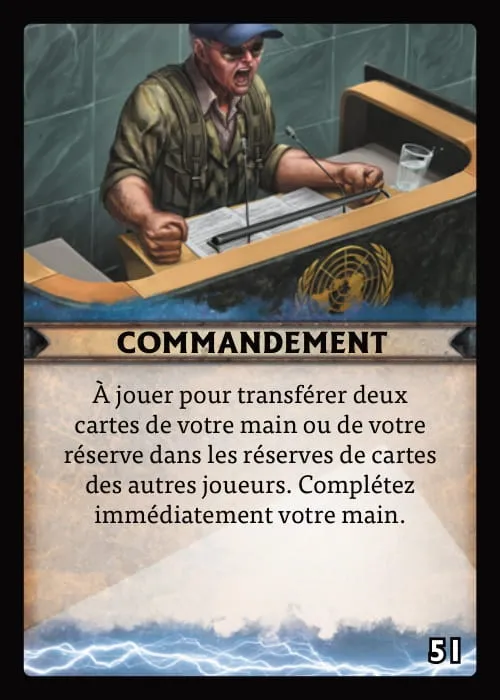 COMMANDEMENT
À jouer pour transférer deux
cartes de votre main ou de votre
réserve dans les réserves de cartes
des autres joueurs. Complétez
immédiatement votre main.
51